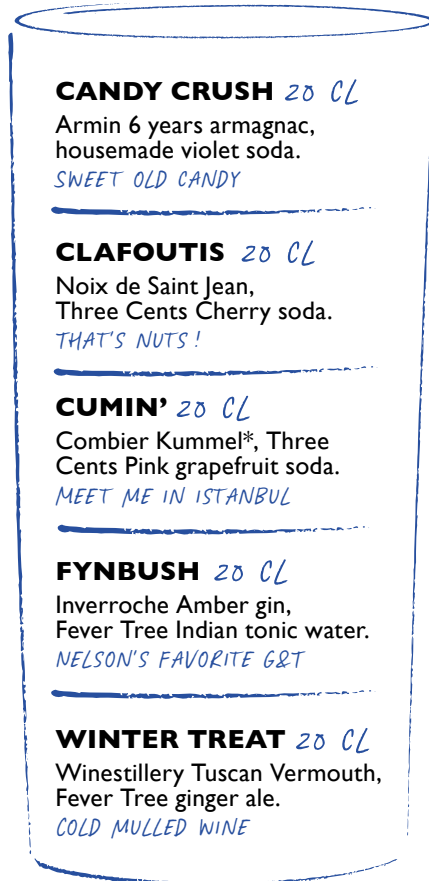 CANDY CRUSH 20 CL
Armin 6 years armagnac,
housemade violet soda.
SWEET OLD CANDY
CLAFOUTIS 20 CL
Noix de Saint Jean,
Three Cents Cherry soda.
THAT'S NUTS !
CUMIN’ 20 CL
Combier Kummel*, Three
Cents Pink grapefruit soda.
MEET ME IN ISTANBUL
FYNBUSH 20 CL
Inverroche Amber gin,
Fever Tree Indian tonic water.
NELSON'S FAVORITE G&T
WINTER TREAT 20 CL
Winestillery Tuscan Vermouth,
Fever Tree ginger ale.
COLD MULLED WINE